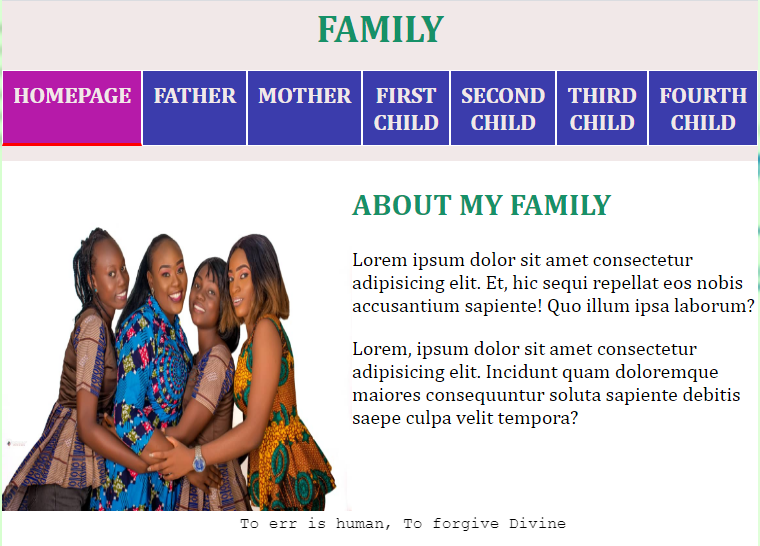 FAMILY
HOMEPAGE
FATHER
MOTHER
FIRST
CHILD
SECOND
CHILD
THIRD
CHILD
FOURTH
CHILD
ABOUT MY FAMILY
Lorem ipsum dolor sit amet consectetur
adipisicing elit. Et, hic sequi repellat eos nobis
accusantium sapiente! Quo illum ipsa laborum?
Lorem, ipsum dolor sit amet consectetur
adipisicing elit. Incidunt quam doloremque
maiores consequuntur soluta sapiente debitis
saepe culpa velit tempora?
To err is human, To forgive Divine